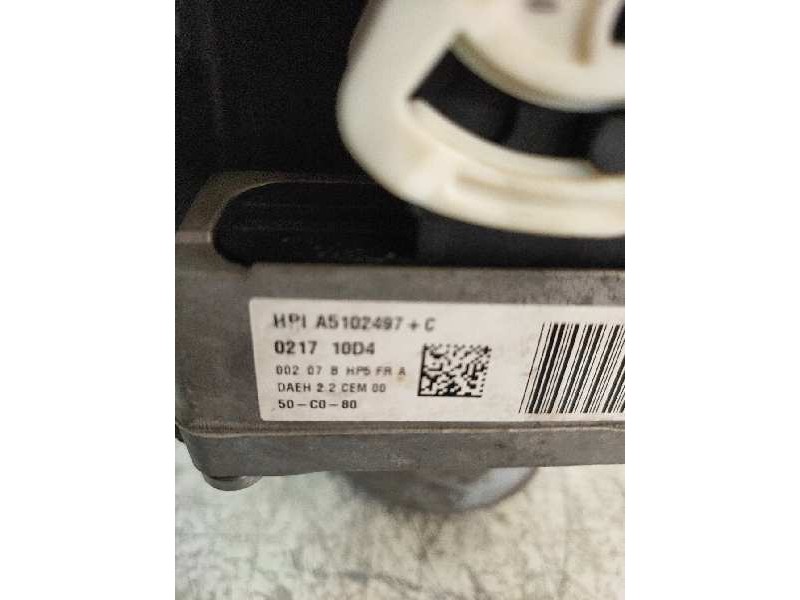 HPI A5102497+C
0217 10D4
002 07 B HP5 FR A
DAEH 2.2 CEM 00
50-C0-80